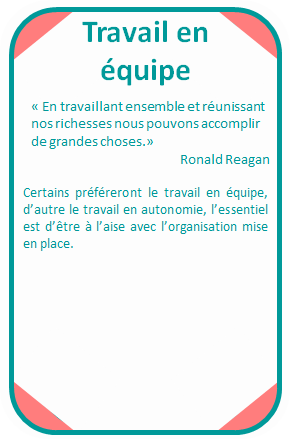 Travail en
équipe
« En travaillant ensemble et réunissant
nos richesses nous pouvons accomplir
de grandes choses.»
Ronald Reagan
Certains préféreront le travail en équipe,
d’autre le travail en autonomie, l’essentiel
est d’être à l’aise avec l’organisation mise
en place.